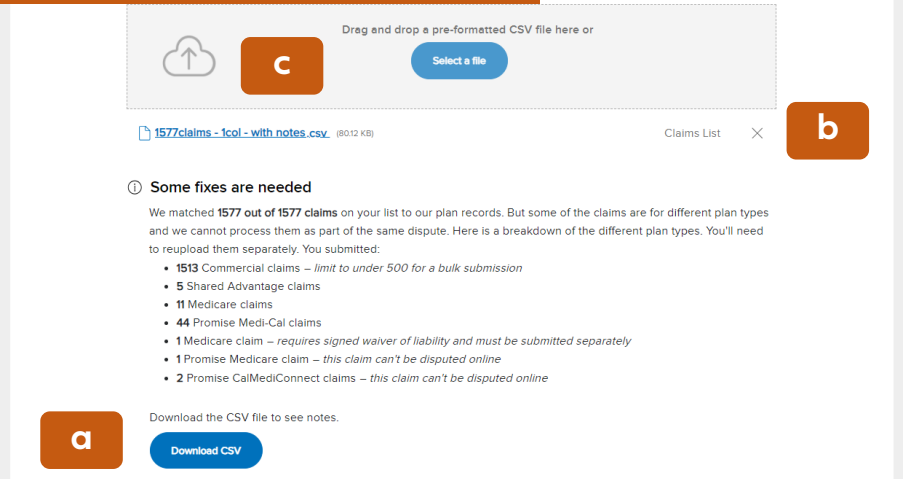 Drag and drop a pre-formatted CSV file here or
c
Select a file
1577claims - 1col - with notes.csv (80.12 KB)
Claims List
b
Some fixes are needed
We matched 1577 out of 1577 claims on your list to our plan records. But some of the claims are for different plan types
and we cannot process them as part of the same dispute. Here is a breakdown of the different plan types. You'll need
to reupload them separately. You submitted:
• 1513 Commercial claims – limit to under 500 for a bulk submission
• 5 Shared Advantage claims
• 11 Medicare claims
• 44 Promise Medi-Cal claims
• 1 Medicare claim – requires signed waiver of liability and must be submitted separately
• 1 Promise Medicare claim – this claim can't be disputed online
• 2 Promise CalMediConnect claims – this claim can't be disputed online
Download the CSV file to see notes.
a
Download CSV